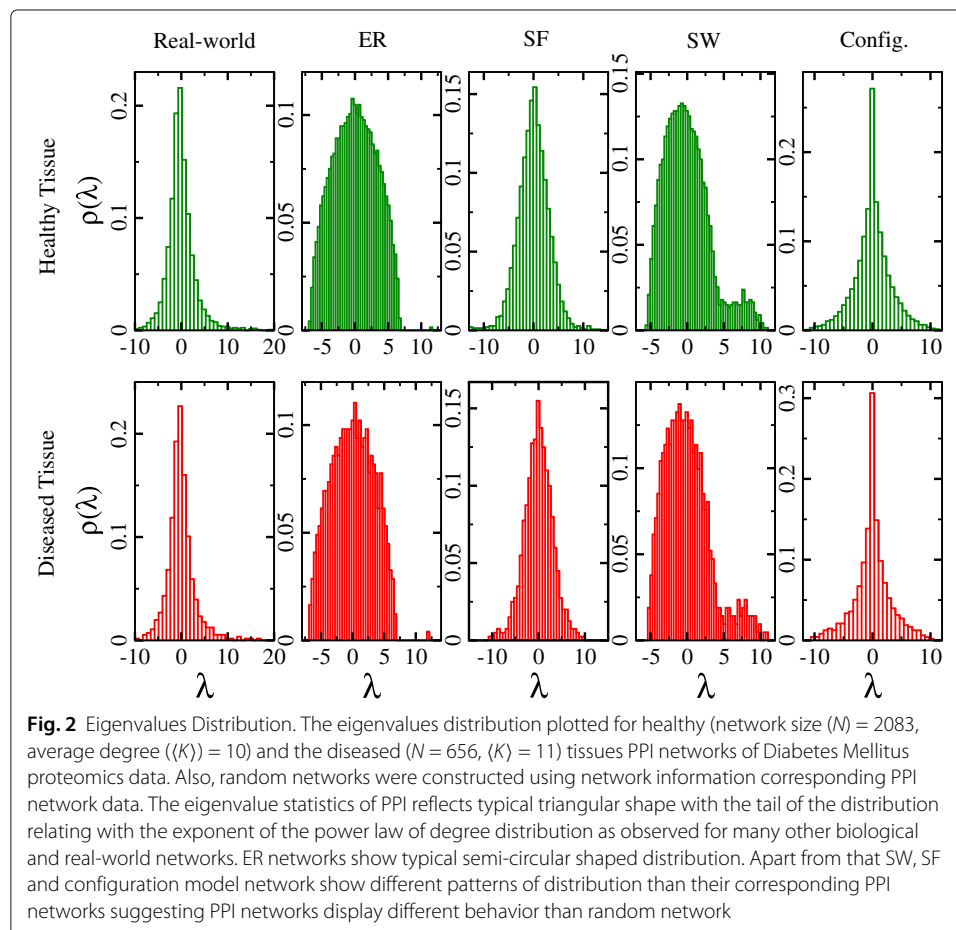 Real-world ER SF SW Config.
Healthy Tissue
ρ(λ)
0 0.1 0.2
0 0.05 0.1
0 0.05 0.1 0.15
0 0.05 0.1 0.15
0 0.1 0.2
-10 0 10 20
-5 0 5 10
-10 0 10
-5 0 5 10
-10 0 10
Diseased Tissue
ρ(λ)
0 0.1 0.2
0 0.05 0.1
0 0.05 0.1 0.15
0 0.05 0.1
0 0.1 0.2 0.3
-10 0 10 20
-5 0 5 10
-10 0 10
-5 0 5 10
-10 0 10
λ λ λ λ λ
Fig. 2 Eigenvalues Distribution. The eigenvalues distribution plotted for healthy (network size (N) = 2083,
average degree (⟨K⟩) = 10) and the diseased (N = 656, ⟨K⟩ = 11) tissues PPI networks of Diabetes Mellitus
proteomics data. Also, random networks were constructed using network information corresponding PPI
network data. The eigenvalue statistics of PPI reflects typical triangular shape with the tail of the distribution
relating with the exponent of the power law of degree distribution as observed for many other biological
and real-world networks. ER networks show typical semi-circular shaped distribution. Apart from that SW, SF
and configuration model network show different patterns of distribution than their corresponding PPI
networks suggesting PPI networks display different behavior than random network